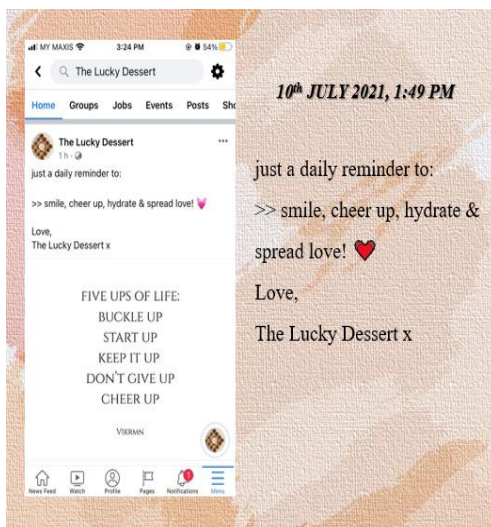 MY MAXIS 3:24 PM 54%
The Lucky Dessert
Home Groups Jobs Events Posts Sho
The Lucky Dessert
1 h
just a daily reminder to:
>> smile, cheer up, hydrate & spread love! 💓
Love,
The Lucky Dessert x
FIVE UPS OF LIFE:
BUCKLE UP
START UP
KEEP IT UP
DON'T GIVE UP
CHEER UP
VIKRMN
1
News Feed Watch Profile Pages Notifications Menu
10th JULY 2021, 1:49 PM
just a daily reminder to:
>> smile, cheer up, hydrate &
spread love! ❤
Love,
The Lucky Dessert x